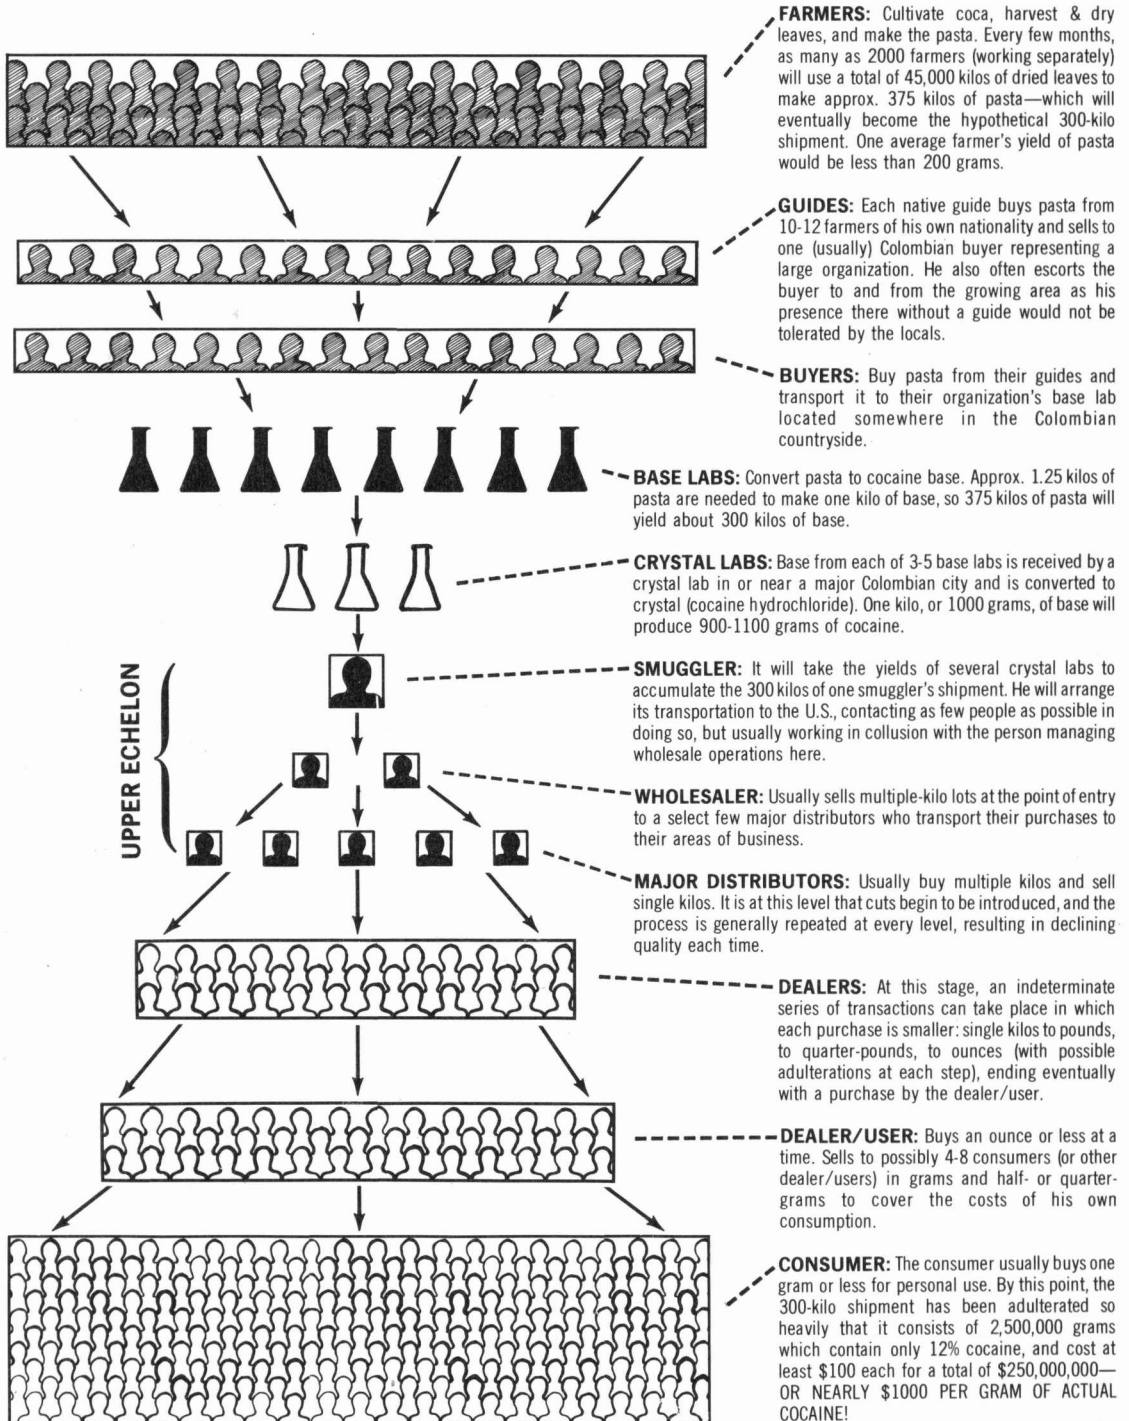 FARMERS: Cultivate coca, harvest & dry
leaves, and make the pasta. Every few months,
as many as 2000 farmers (working separately)
will use a total of 45,000 kilos of dried leaves to
make approx. 375 kilos of pasta—which will
eventually become the hypothetical 300-kilo
shipment. One average farmer's yield of pasta
would be less than 200 grams.
GUIDES: Each native guide buys pasta from
10-12 farmers of his own nationality and sells to
one (usually) Colombian buyer representing a
large organization. He also often escorts the
buyer to and from the growing area as his
presence there without a guide would not be
tolerated by the locals.
BUYERS: Buy pasta from their guides and
transport it to their organization's base lab
located somewhere in the Colombian
countryside.
BASE LABS: Convert pasta to cocaine base. Approx. 1.25 kilos of
pasta are needed to make one kilo of base, so 375 kilos of pasta will
yield about 300 kilos of base.
CRYSTAL LABS: Base from each of 3-5 base labs is received by a
crystal lab in or near a major Colombian city and is converted to
crystal (cocaine hydrochloride). One kilo, or 1000 grams, of base will
produce 900-1100 grams of cocaine.
UPPER ECHELON
SMUGGLER: It will take the yields of several crystal labs to
accumulate the 300 kilos of one smuggler's shipment. He will arrange
its transportation to the U.S., contacting as few people as possible in
doing so, but usually working in collusion with the person managing
wholesale operations here.
WHOLESALER: Usually sells multiple-kilo lots at the point of entry
to a select few major distributors who transport their purchases to
their areas of business.
MAJOR DISTRIBUTORS: Usually buy multiple kilos and sell
single kilos. It is at this level that cuts begin to be introduced, and the
process is generally repeated at every level, resulting in declining
quality each time.
DEALERS: At this stage, an indeterminate
series of transactions can take place in which
each purchase is smaller: single kilos to pounds,
to quarter-pounds, to ounces (with possible
adulterations at each step), ending eventually
with a purchase by the dealer/user.
DEALER/USER: Buys an ounce or less at a
time. Sells to possibly 4-8 consumers (or other
dealer/users) in grams and half- or quarter-
grams to cover the costs of his own
consumption.
CONSUMER: The consumer usually buys one
gram or less for personal use. By this point, the
300-kilo shipment has been adulterated so
heavily that it consists of 2,500,000 grams
which contain only 12% cocaine, and cost at
least $100 each for a total of $250,000,000—
OR NEARLY $1000 PER GRAM OF ACTUAL
COCAINE!